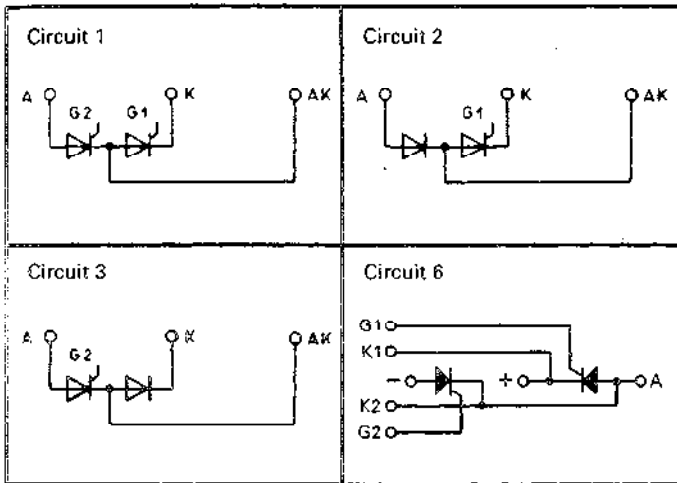 Circuit 1
A
K
AK
G2
G1
Circuit 2
A
K
AK
G1
Circuit 3
A
K
AK
G2
Circuit 6
G1
K1
-
+
A
K2
G2